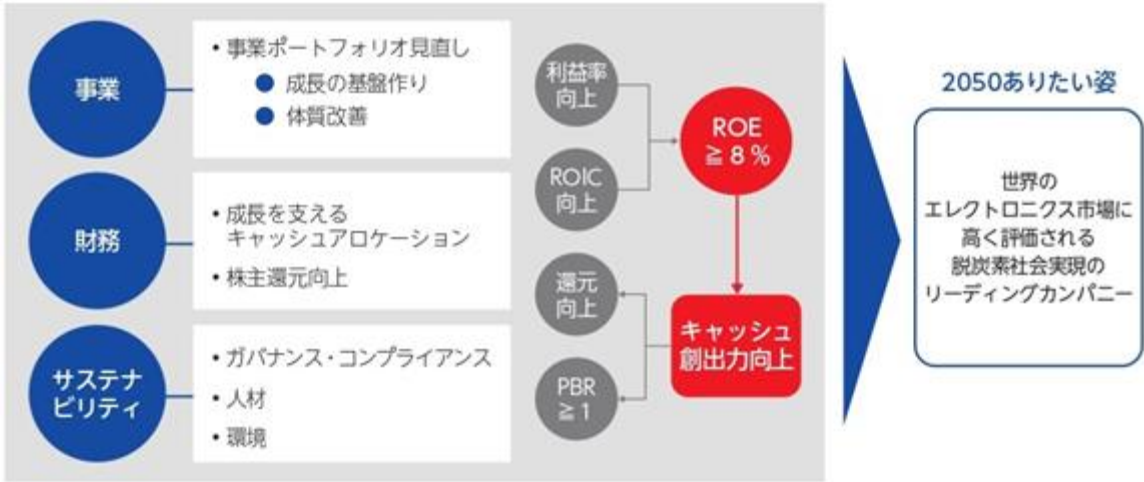 事業
・事業ポートフォリオ見直し
● 成長の基盤作り
● 体質改善
財務
・成長を支える
キャッシュアロケーション
・株主還元向上
サステナ
ビリティ
・ガバナンス・コンプライアンス
・人材
・環境
利益率
向上
ROIC
向上
ROE
≧ 8 %
還元
向上
PBR
≧ 1
キャッシュ
創出力向上
2050ありたい姿
世界の
エレクトロニクス市場に
高く評価される
脱炭素社会実現の
リーディングカンパニー